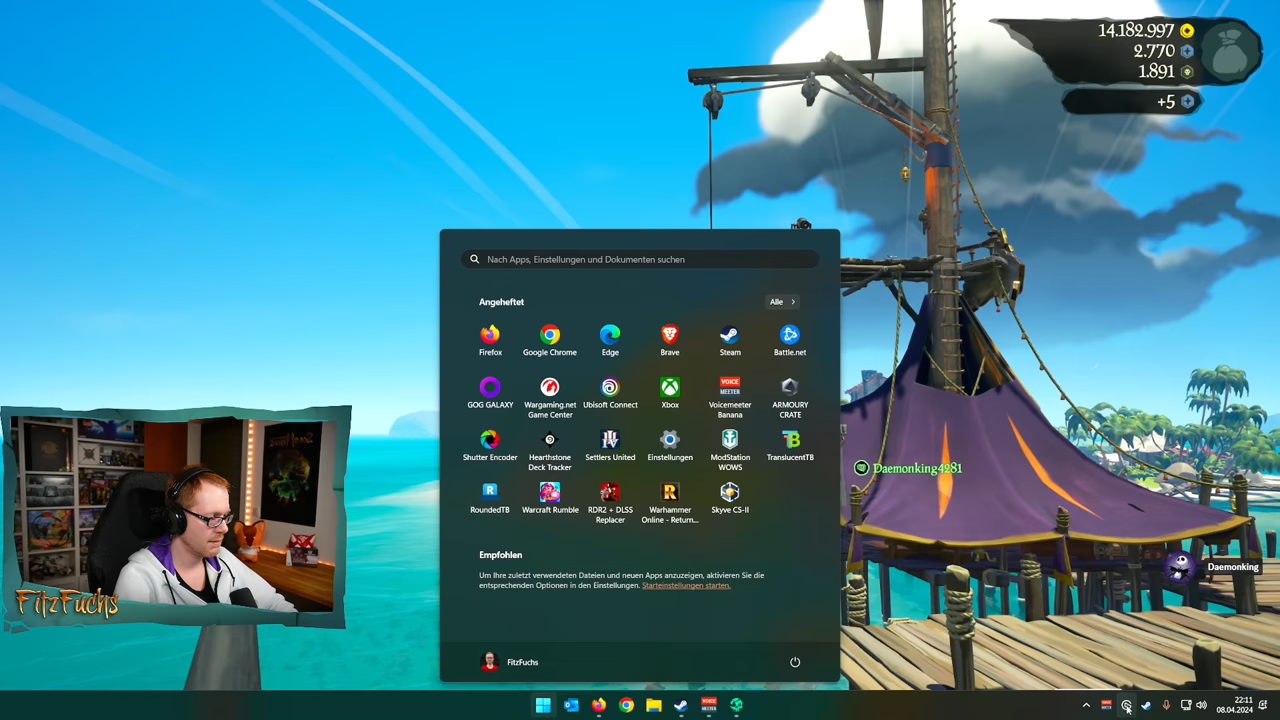 14.182.997
2.770
1.891
+5
Nach Apps, Einstellungen und Dokumenten suchen
Angeheftet
Alle
Firefox
Google Chrome
Edge
Brave
Steam
Battle.net
GOG GALAXY
Wargaming.net Game Center
Ubisoft Connect
Xbox
VOICE MEETER
Voicemeeter Banana
ARMOURY CRATE
Shutter Encoder
Hearthstone Deck Tracker
Settlers United
Einstellungen
ModStation WOWS
TranslucentTB
RoundedTB
Warcraft Rumble
RDR2 + DLSS Replacer
Warhammer Online - Return...
Skyve CS-II
Empfohlen
Um Ihre zuletzt verwendeten Dateien und neuen Apps anzuzeigen, aktivieren Sie die
entsprechenden Optionen in den Einstellungen. Starteinstellungen starten.
FitzFuchs
Daemonking4281
Daemonking
FitzFuchs
VOICE MEETER
22:11
08.04.2024